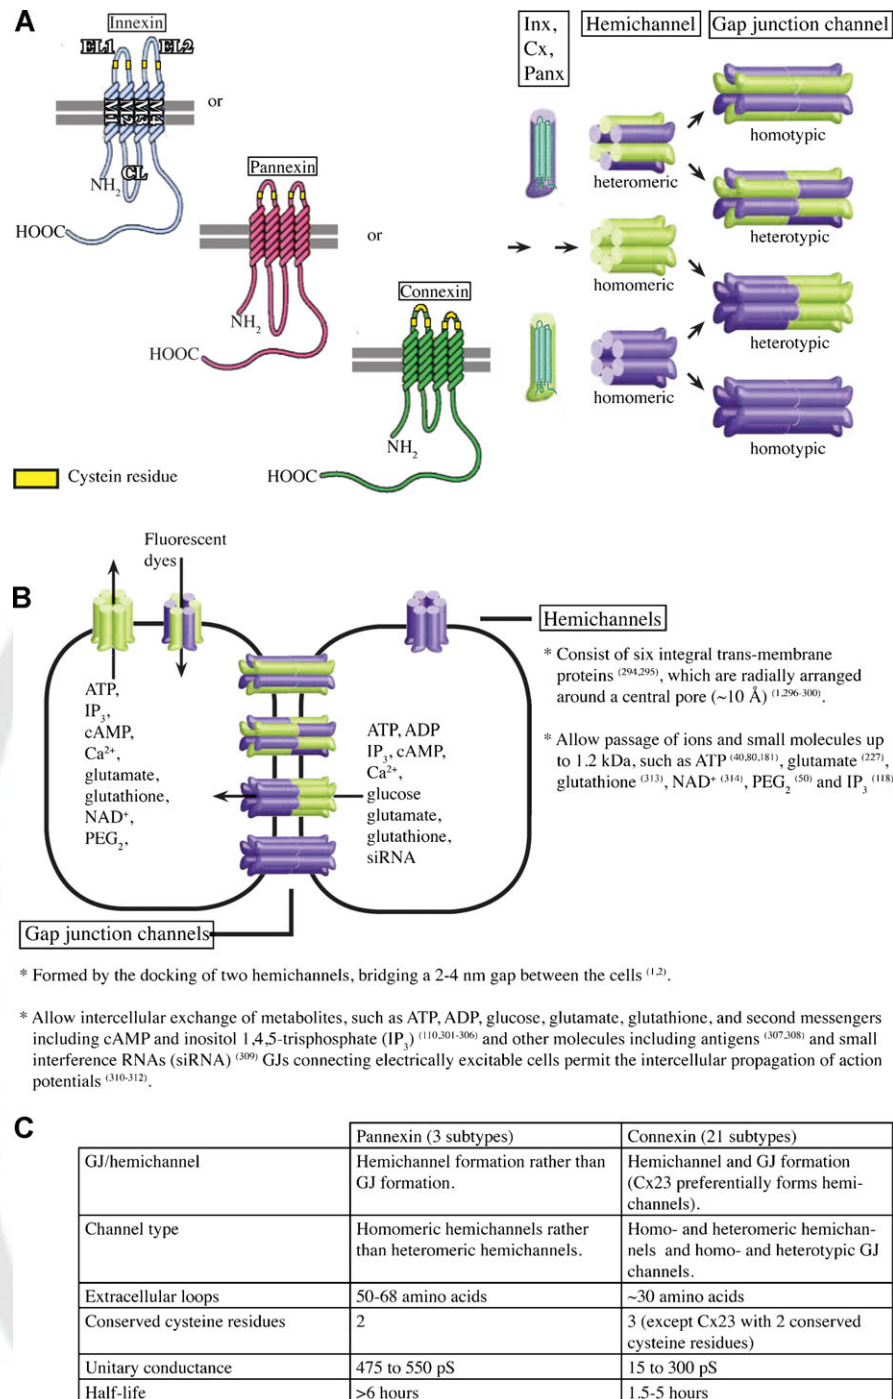 A
Innexin
EL1
EL2
CL
NH2
HOOC
or
Pannexin
NH2
HOOC
or
Connexin
NH2
HOOC
Cystein residue
Inx,
Cx,
Panx
Hemichannel
Gap junction channel
heteromeric
homomeric
homomeric
homotypic
heterotypic
heterotypic
homotypic
B
Fluorescent
dyes
ATP,
IP3,
cAMP,
Ca2+,
glutamate,
glutathione,
NAD+,
PEG2,
ATP, ADP
IP3, cAMP,
Ca2+,
glucose
glutamate,
glutathione,
siRNA
Hemichannels
* Consist of six integral trans-membrane
proteins (294,295), which are radially arranged
around a central pore (~10 Å) (1,296-300).
* Allow passage of ions and small molecules up
to 1.2 kDa, such as ATP (40,80,181), glutamate (227),
glutathione (313), NAD+ (314), PEG2 (50) and IP3 (118)
Gap junction channels
* Formed by the docking of two hemichannels, bridging a 2-4 nm gap between the cells (1,2).
* Allow intercellular exchange of metabolites, such as ATP, ADP, glucose, glutamate, glutathione, and second messengers
including cAMP and inositol 1,4,5-trisphosphate (IP3) (110,301-306) and other molecules including antigens (307,308) and small
interference RNAs (siRNA) (309) GJs connecting electrically excitable cells permit the intercellular propagation of action
potentials (310-312).
C
Pannexin (3 subtypes)
Connexin (21 subtypes)
GJ/hemichannel
Hemichannel formation rather than
GJ formation.
Hemichannel and GJ formation
(Cx23 preferentially forms hemi-
channels).
Channel type
Homomeric hemichannels rather
than heteromeric hemichannels.
Homo- and heteromeric hemichan-
nels and homo- and heterotypic GJ
channels.
Extracellular loops
50-68 amino acids
~30 amino acids
Conserved cysteine residues
2
3 (except Cx23 with 2 conserved
cysteine residues)
Unitary conductance
475 to 550 pS
15 to 300 pS
Half-life
>6 hours
1.5-5 hours